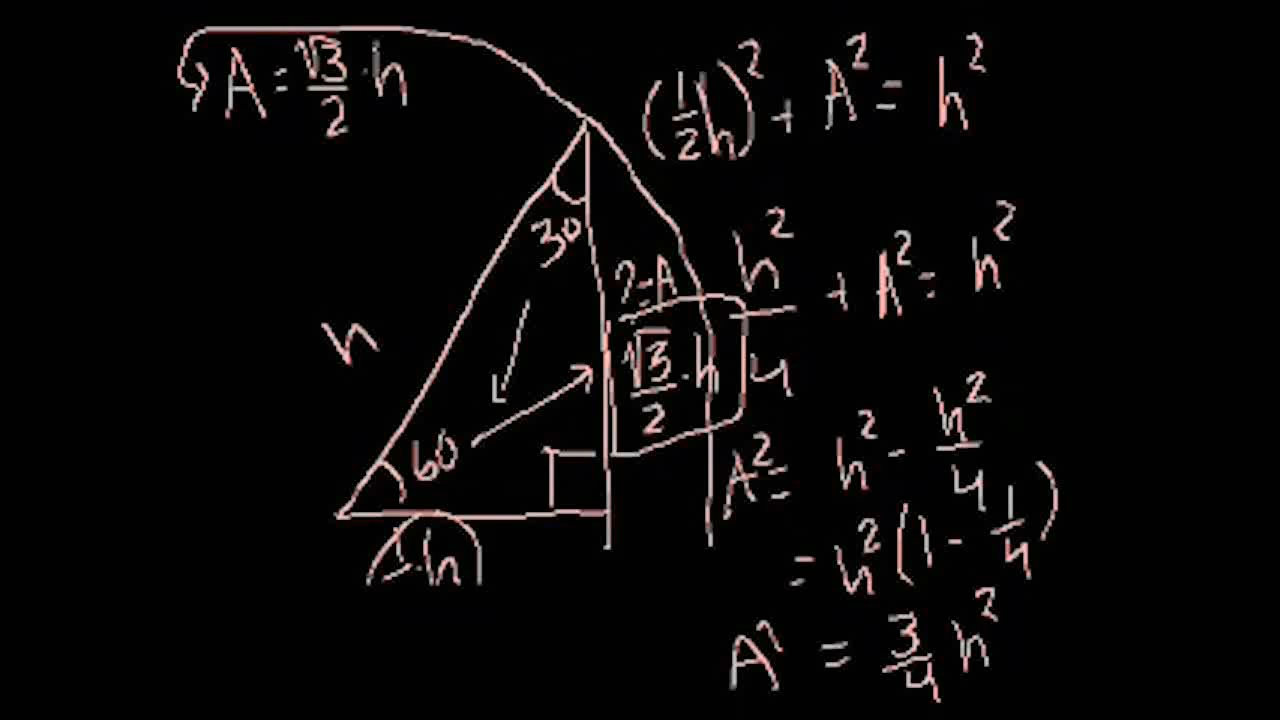 A = √3/2 · h
(1/2 h)² + A² = h²
30
h²/4 + A² = h²
? = A
√3/2 · h
h
60
A² = h² - h²/4
= h² (1 - 1/4)
A² = 3/4 h²